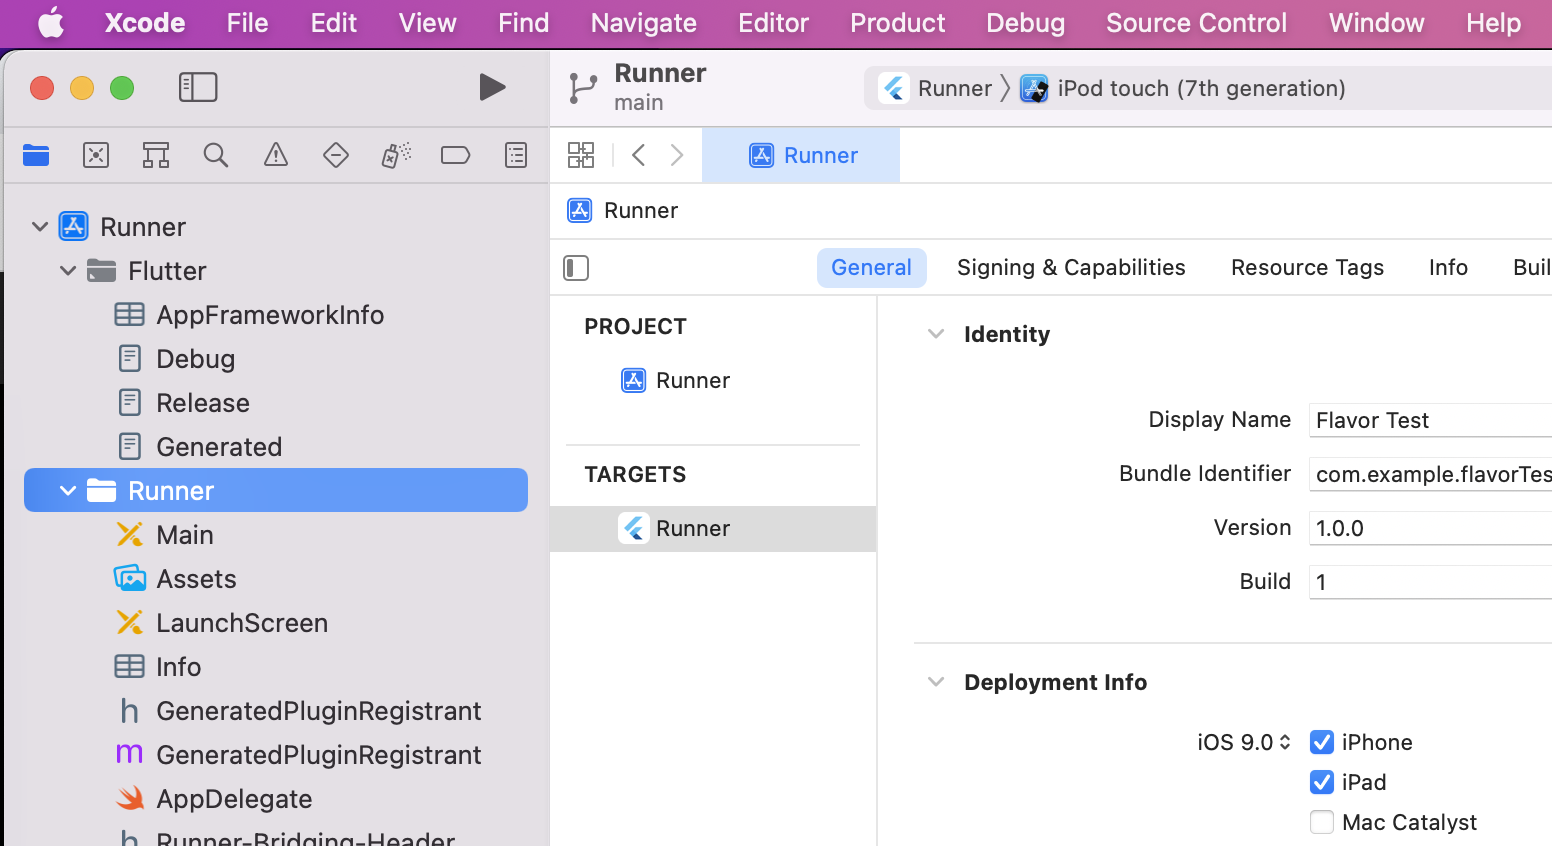 Xcode File Edit View Find Navigate Editor Product Debug Source Control Window Help
Runner
main
Runner iPod touch (7th generation)
Runner
Runner
General Signing & Capabilities Resource Tags Info Buil
Runner
Flutter
AppFrameworkInfo
Debug
Release
Generated
Runner
Main
Assets
LaunchScreen
Info
h GeneratedPluginRegistrant
m GeneratedPluginRegistrant
AppDelegate
h Runner-Bridging-Header
PROJECT
Runner
TARGETS
Runner
Identity
Display Name Flavor Test
Bundle Identifier com.example.flavorTes
Version 1.0.0
Build 1
Deployment Info
iOS 9.0 iPhone
iPad
Mac Catalyst